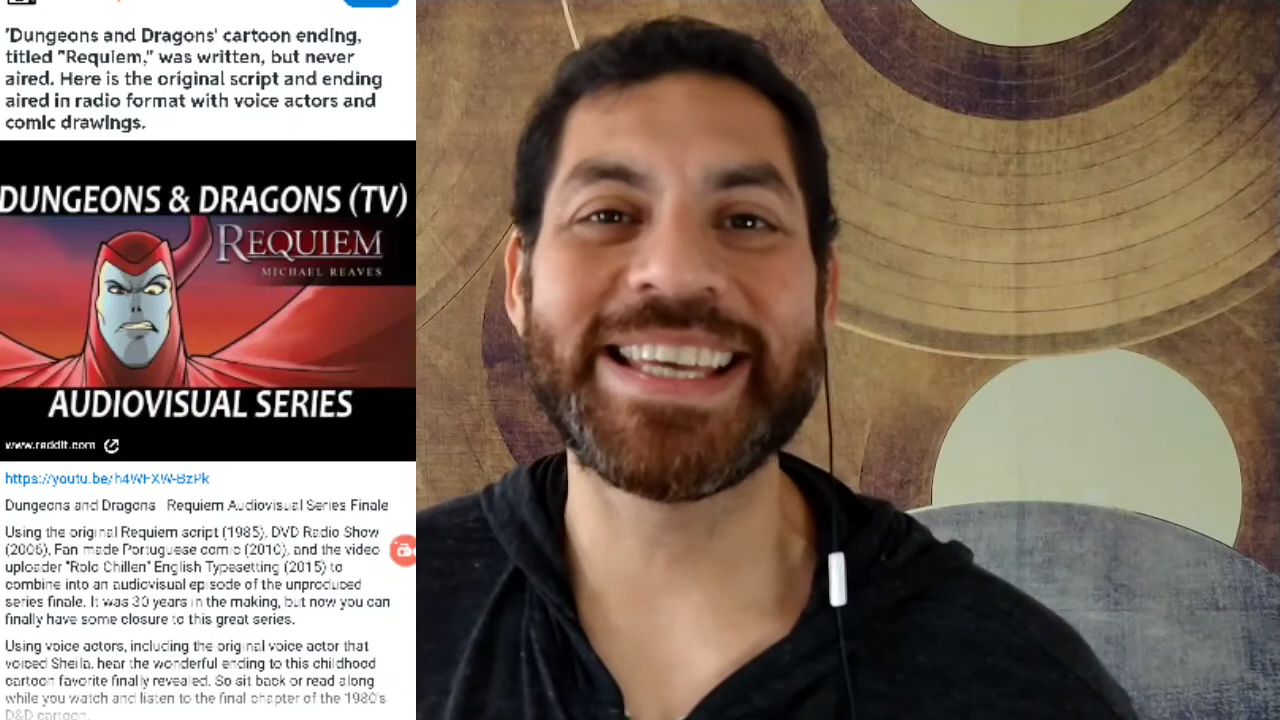 'Dungeons and Dragons' cartoon ending,
titled "Requiem," was written, but never
aired. Here is the original script and ending
aired in radio format with voice actors and
comic drawings.
DUNGEONS & DRAGONS (TV)
REQUIEM
MICHAEL REAVES
AUDIOVISUAL SERIES
www.reddit.com
https://youtu.be/h4WFXW-BzPk
Dungeons and Dragons Requiem Audiovisual Series Finale
Using the original Requiem script (1985), DVD Radio Show
(2006), Fan made Portuguese comic (2010), and the video
uploader "Rolo Chillen" English Typesetting (2015) to
combine into an audiovisual episode of the unproduced
series finale. It was 30 years in the making, but now you can
finally have some closure to this great series.
Using voice actors, including the original voice actor that
voiced Sheila, hear the wonderful ending to this childhood
cartoon favorite finally revealed. So sit back or read along
while you watch and listen to the final chapter of the 1980's
D&D cartoon.